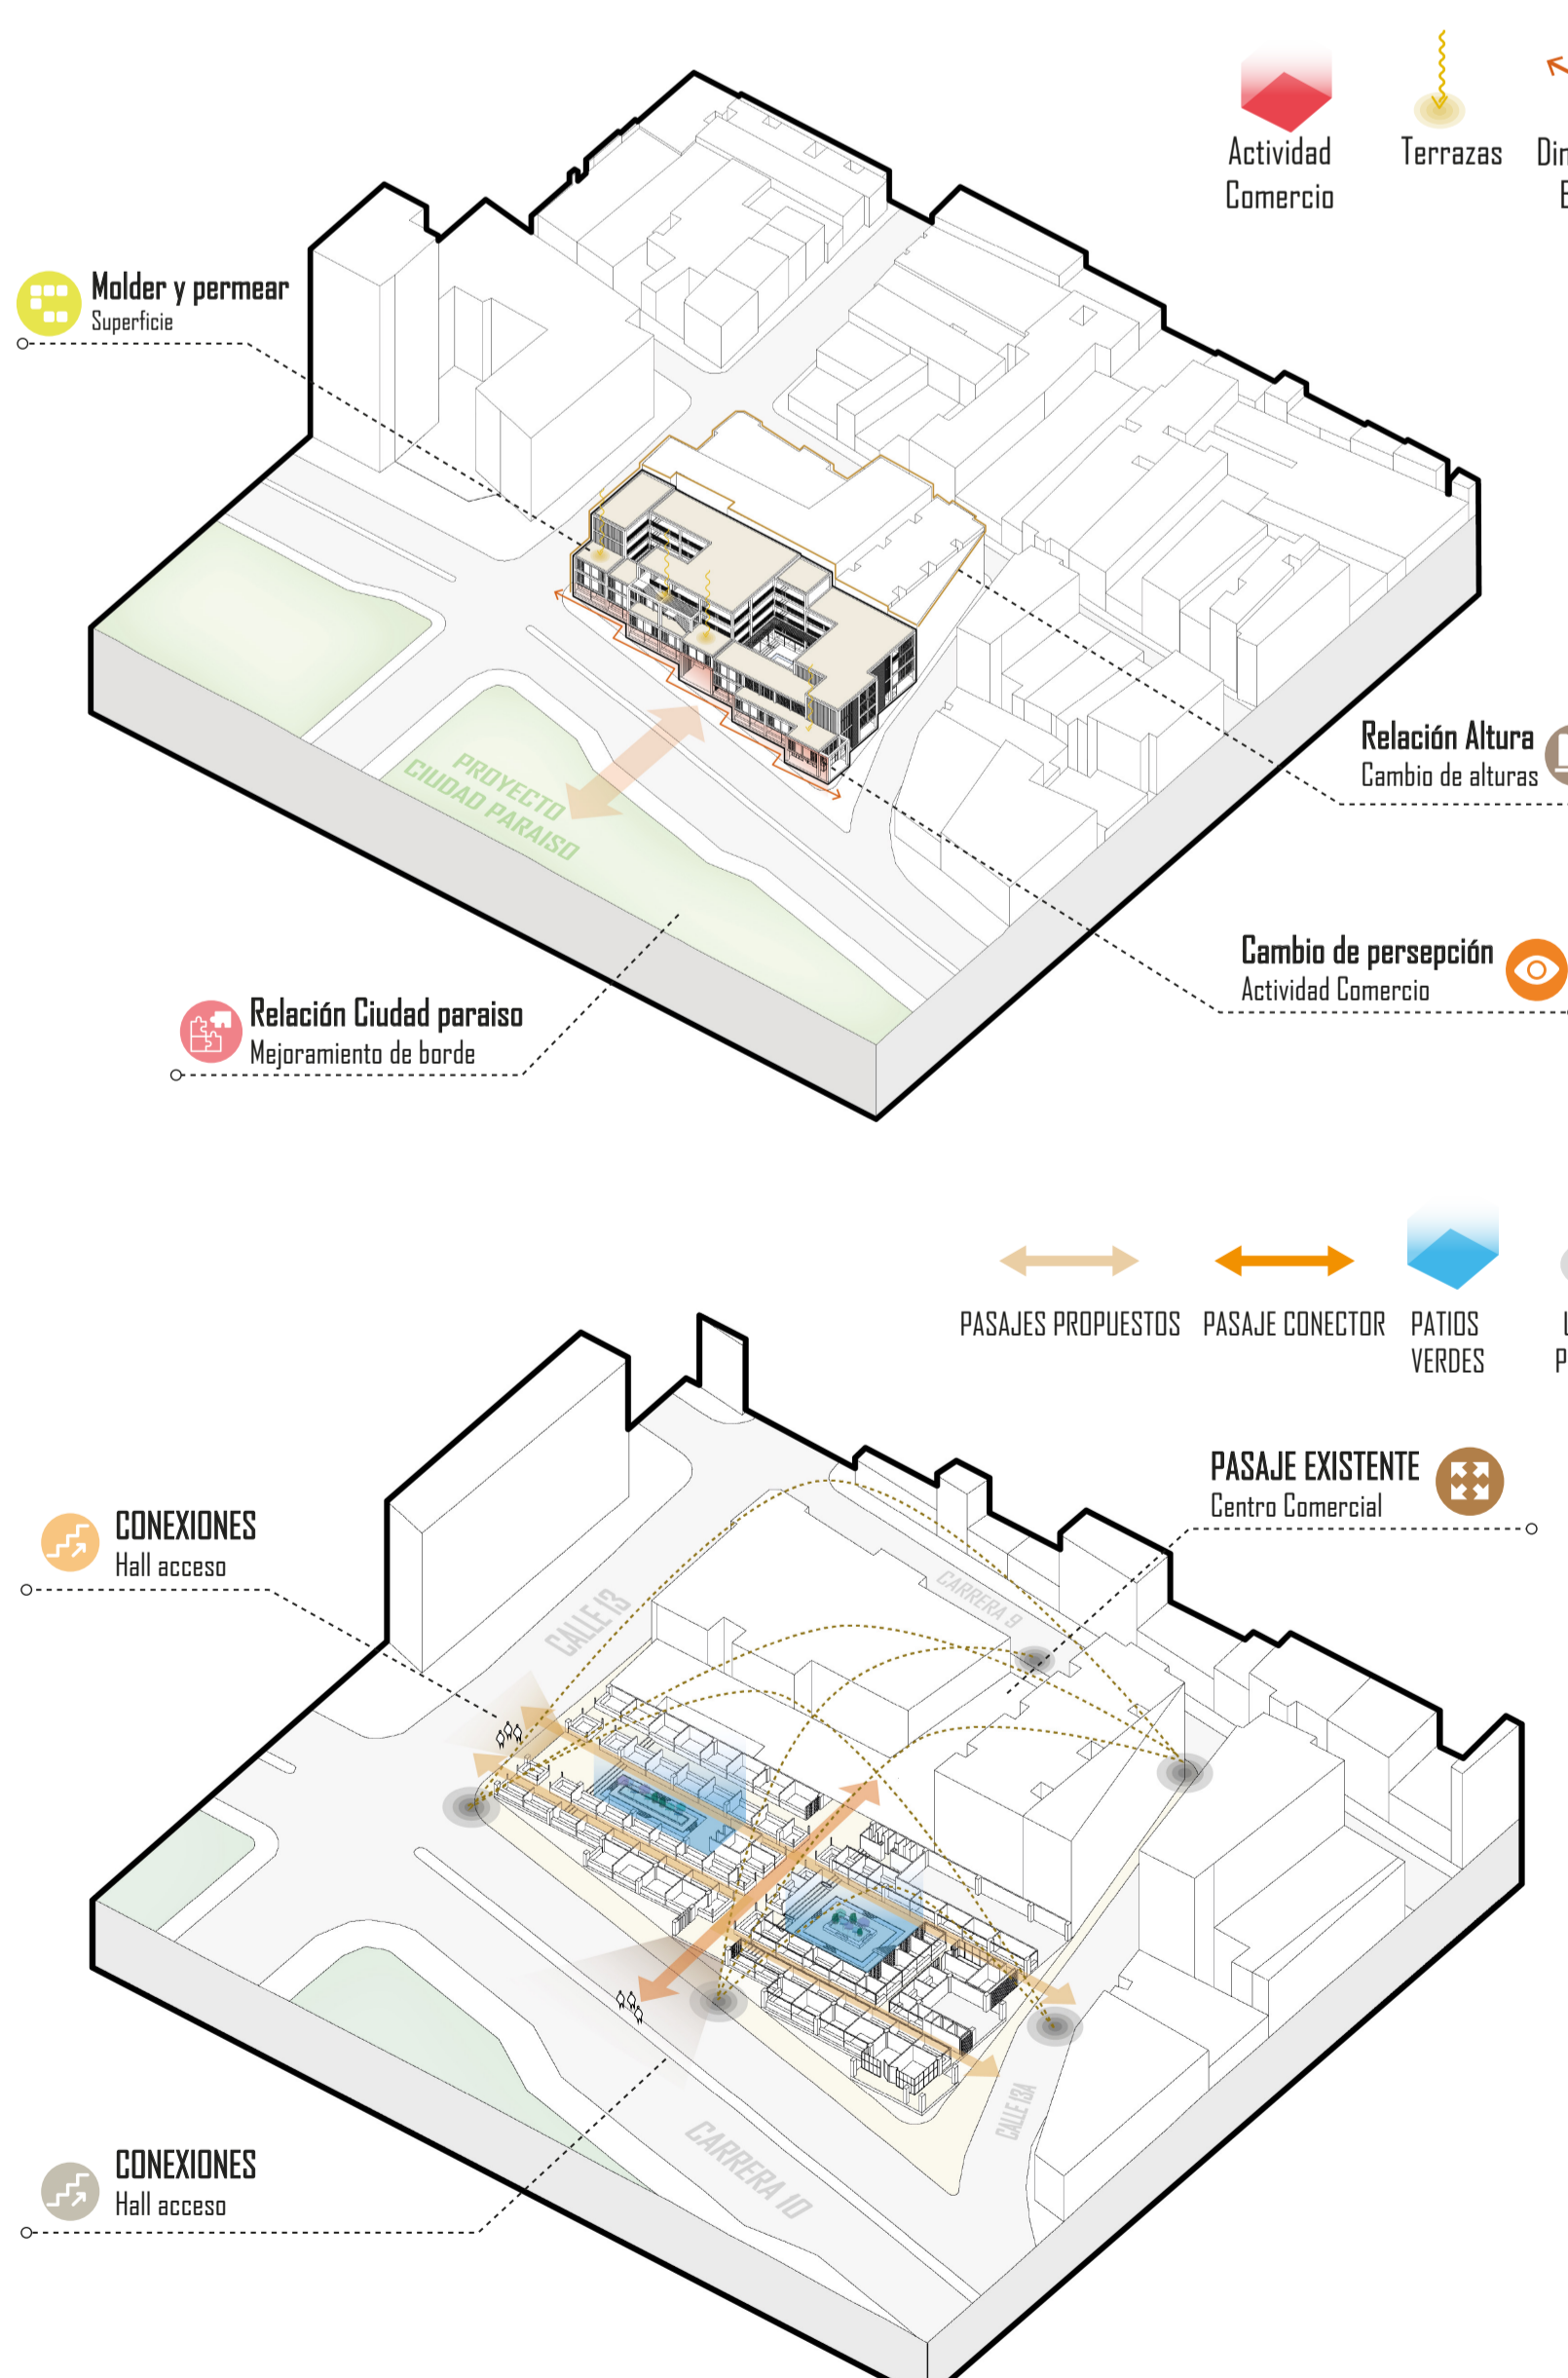 Actividad
Comercio
Terrazas
Molder y permear
Superficie
Relación Altura
Cambio de alturas
PROYECTO
CIUDAD PARAISO
Cambio de persepción
Actividad Comercio
Relación Ciudad paraiso
Mejoramiento de borde
PASAJES PROPUESTOS
PASAJE CONECTOR
PATIOS
VERDES
PASAJE EXISTENTE
Centro Comercial
CONEXIONES
Hall acceso
CALLE 13
CARRERA 9
CALLE 13A
CARRERA 10
CONEXIONES
Hall acceso